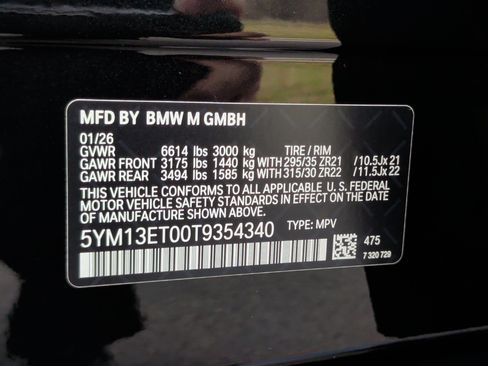 MFD BY BMW M GMBH
01/26
GVWR 6614 lbs 3000 kg TIRE / RIM
GAWR FRONT 3175 lbs 1440 kg WITH 295/35 ZR21 /10.5Jx 21
GAWR REAR 3494 lbs 1585 kg WITH 315/30 ZR22 /11.5Jx 22
THIS VEHICLE CONFORMS TO ALL APPLICABLE U.S. FEDERAL
MOTOR VEHICLE SAFETY STANDARDS IN EFFECT ON THE DATE
OF MANUFACTURE SHOWN ABOVE.
5YM13ET00T9354340 TYPE: MPV
475
7 320 729